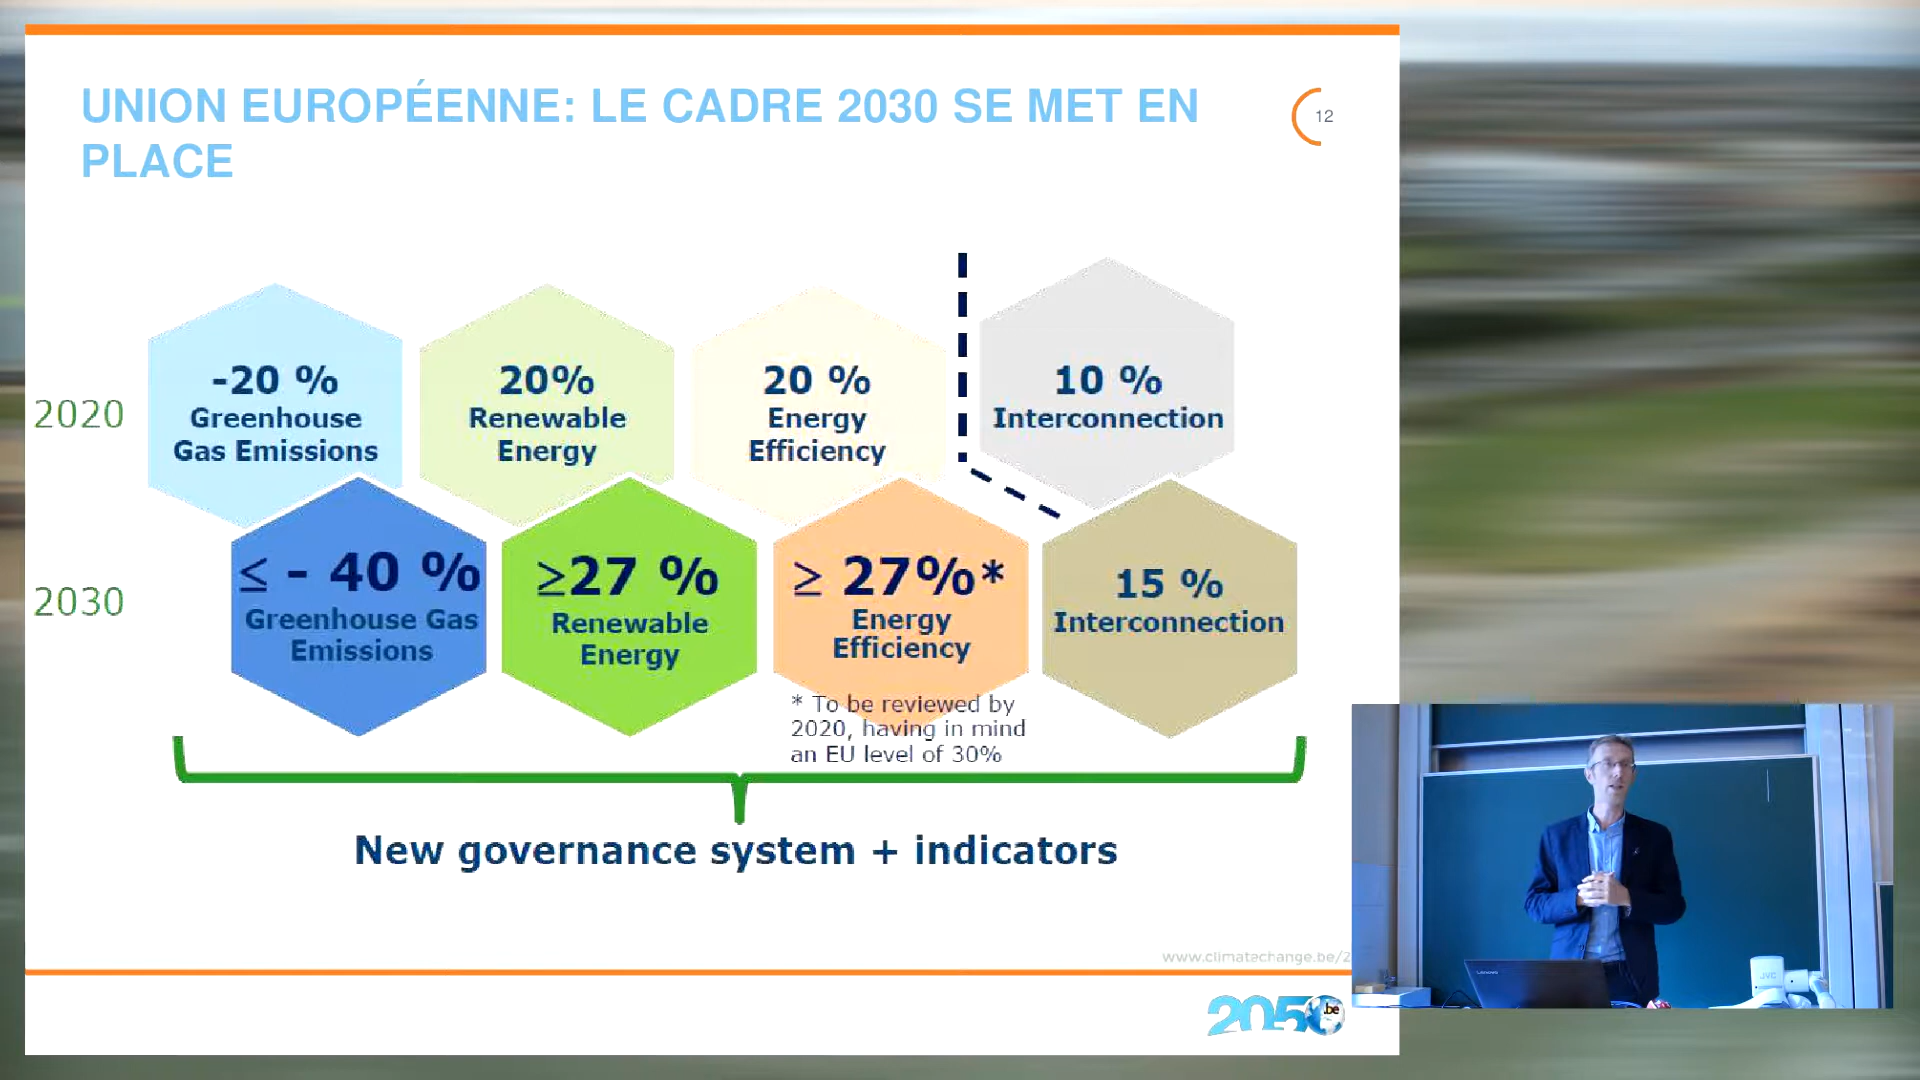 UNION EUROPÉENNE: LE CADRE 2030 SE MET EN
PLACE
12
2020
-20 %
Greenhouse
Gas Emissions
20%
Renewable
Energy
20 %
Energy
Efficiency
10 %
Interconnection
2030
≤ - 40 %
Greenhouse Gas
Emissions
≥27 %
Renewable
Energy
≥ 27%*
Energy
Efficiency
15 %
Interconnection
* To be reviewed by
2020, having in mind
an EU level of 30%
New governance system + indicators
www.climatechange.be/2
2050
.be
Lenovo
JVC